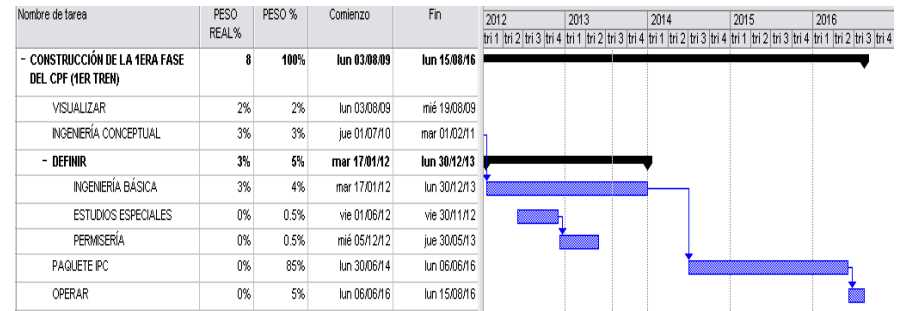 Nombre de tarea PESO REAL% PESO % Comienzo Fin
2012 2013 2014 2015 2016
tri 1 tri 2 tri 3 tri 4 tri 1 tri 2 tri 3 tri 4 tri 1 tri 2 tri 3 tri 4 tri 1 tri 2 tri 3 tri 4 tri 1 tri 2 tri 3 tri 4
- CONSTRUCCIÓN DE LA 1ERA FASE DEL CPF (1ER TREN) 8 100% lun 03/08/09 lun 15/08/16
VISUALIZAR 2% 2% lun 03/08/09 mié 19/08/09
INGENIERÍA CONCEPTUAL 3% 3% jue 01/07/10 mar 01/02/11
- DEFINIR 3% 5% mar 17/01/12 lun 30/12/13
INGENIERÍA BÁSICA 3% 4% mar 17/01/12 lun 30/12/13
ESTUDIOS ESPECIALES 0% 0.5% vie 01/06/12 vie 30/11/12
PERMISERÍA 0% 0.5% mié 05/12/12 jue 30/05/13
PAQUETE IPC 0% 85% lun 30/06/14 lun 06/06/16
OPERAR 0% 5% lun 06/06/16 lun 15/08/16